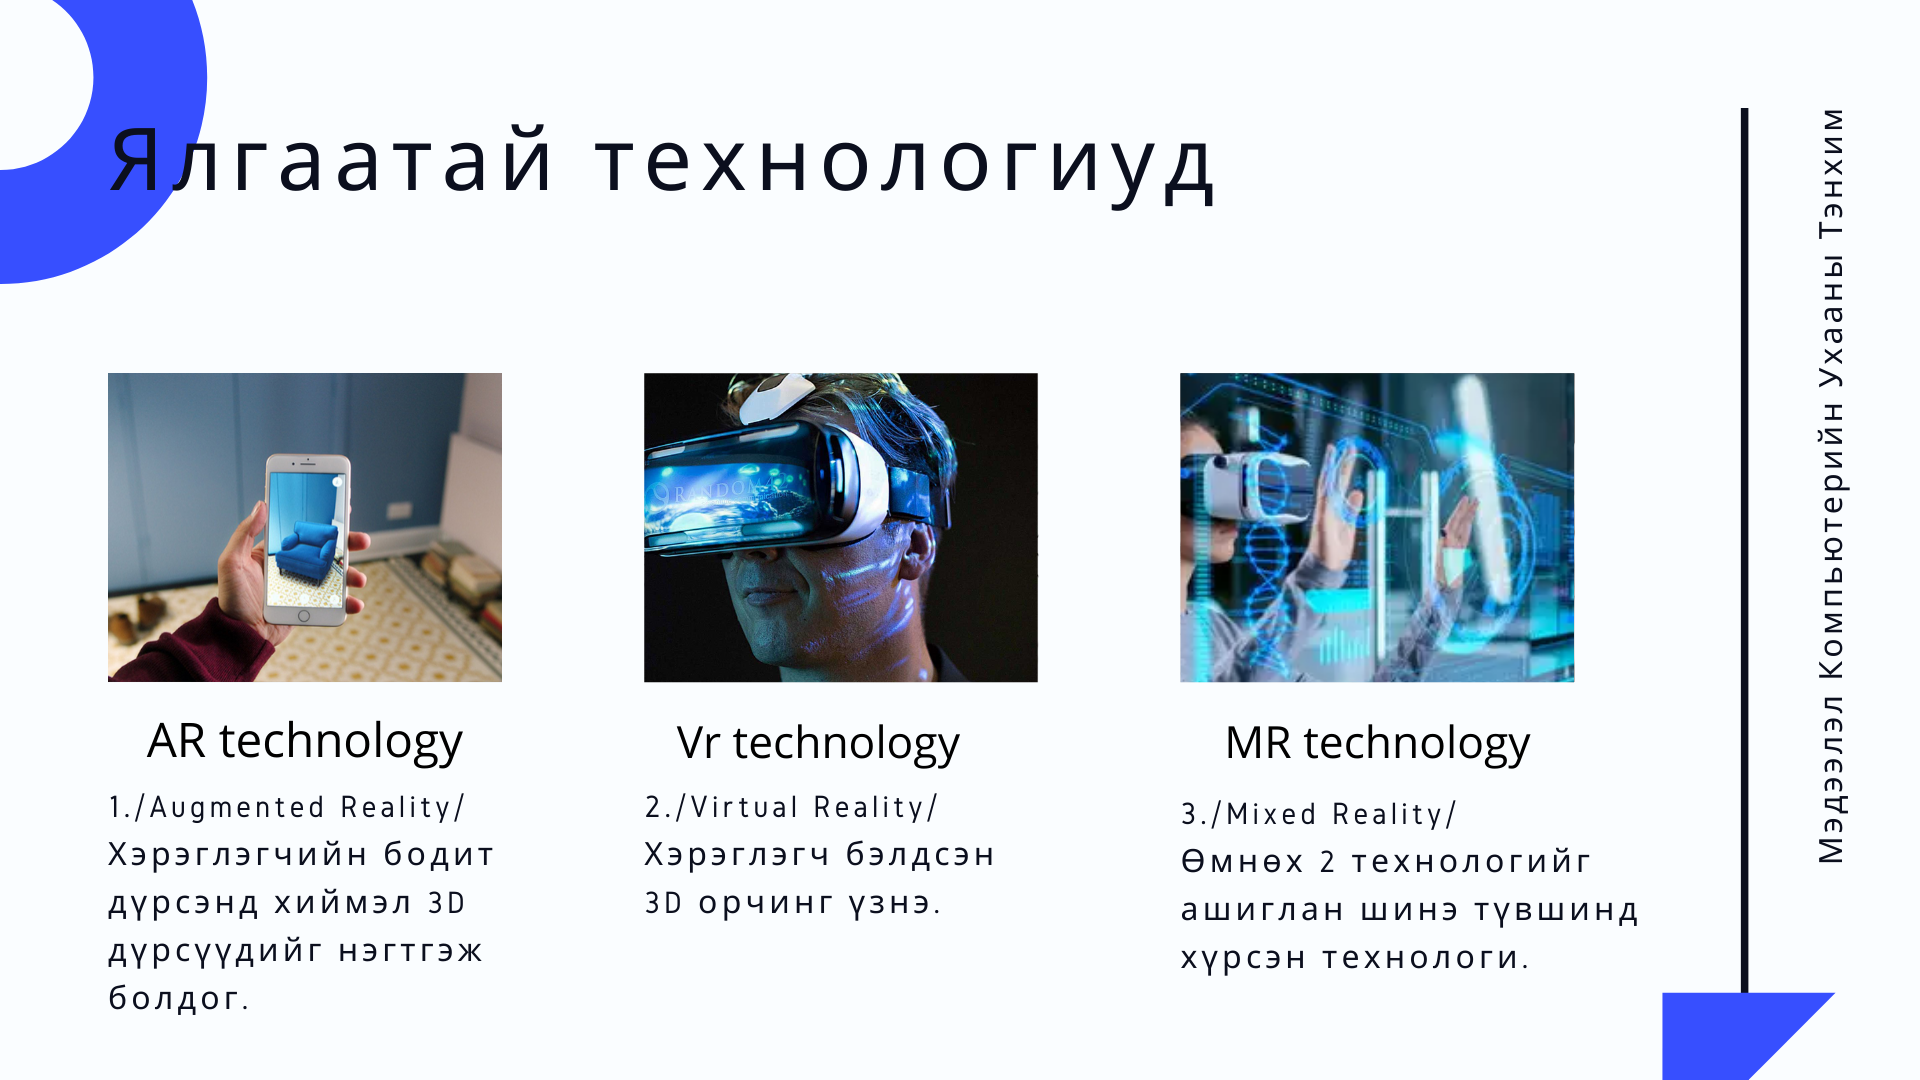 Ялгаатай технологиуд
AR technology
1./Augmented Reality/
Хэрэглэгчийн бодит
дүрсэнд хиймэл 3D
дүрсүүдийг нэгтгэж
болдог.
RANDOM42
Vr technology
2./Virtual Reality/
Хэрэглэгч бэлдсэн
3D орчинг үзнэ.
MR technology
3./Mixed Reality/
Өмнөх 2 технологийг
ашиглан шинэ түвшинд
хүрсэн технологи.
Мэдээлэл Компьютерийн Ухааны Тэнхим